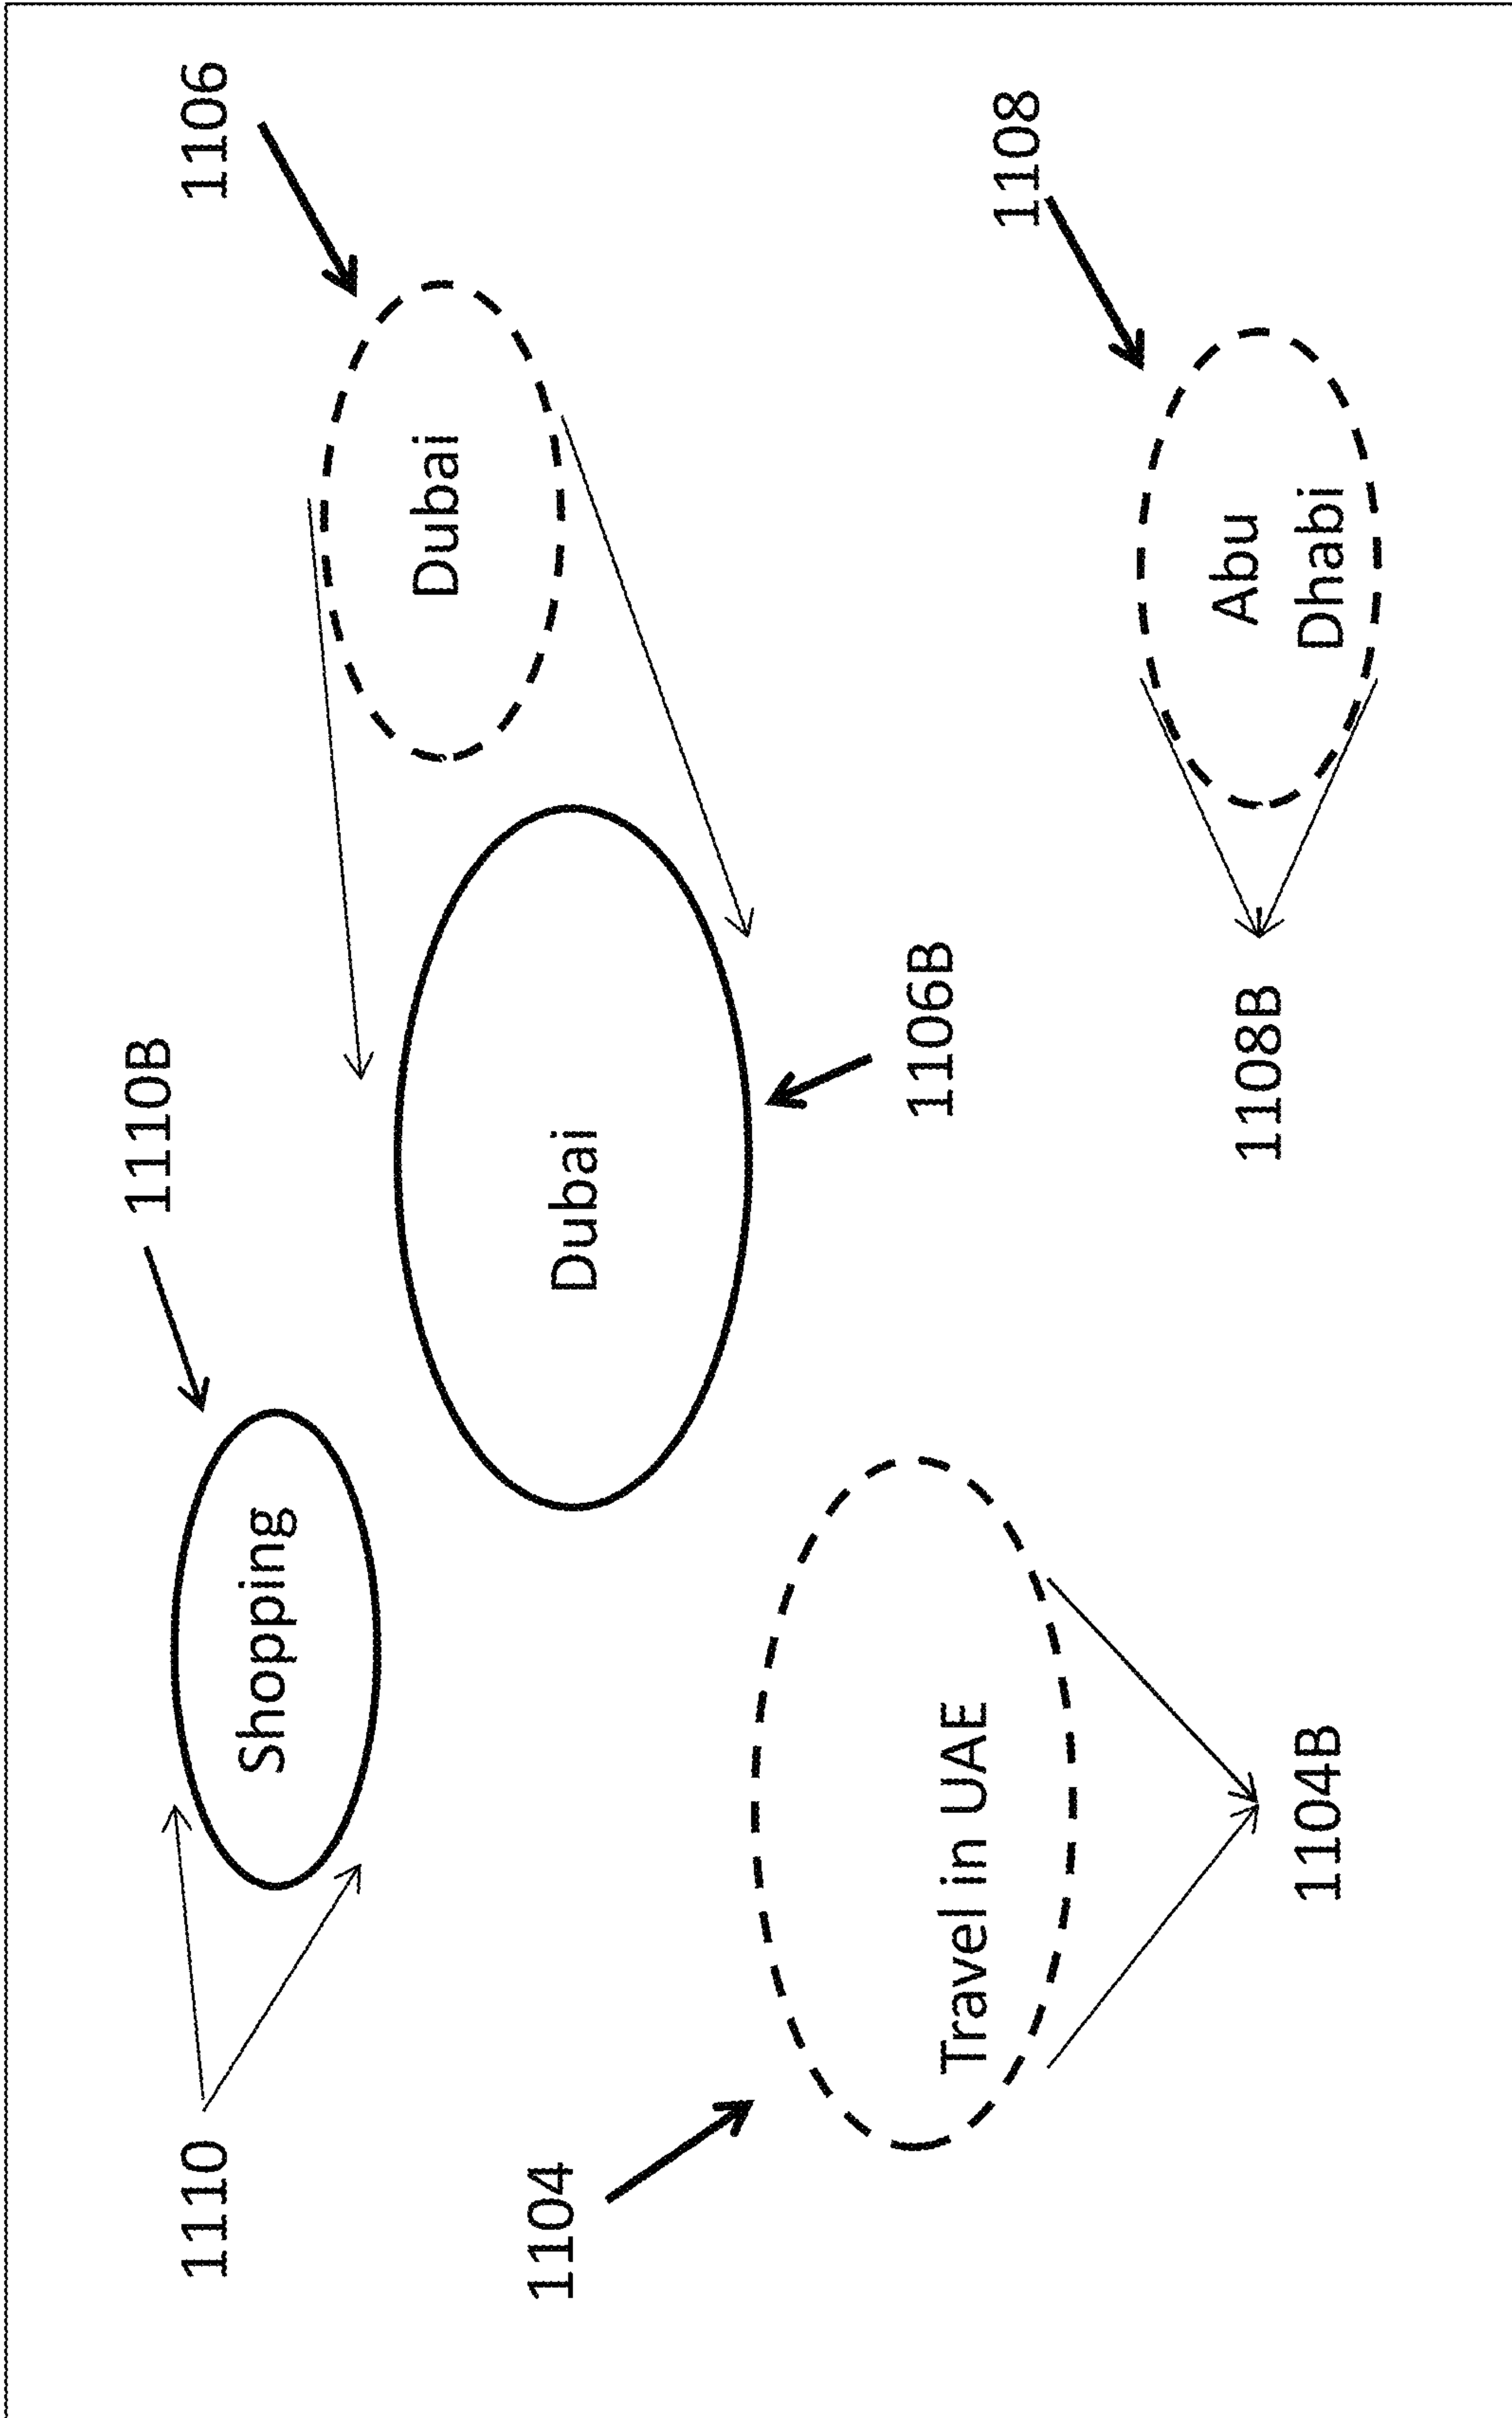 1110B
1110
1106
Shopping
Dubai
1104
Dubai
1106B
Travel in UAE
1108
1108B
Abu
Dhabi
1104B